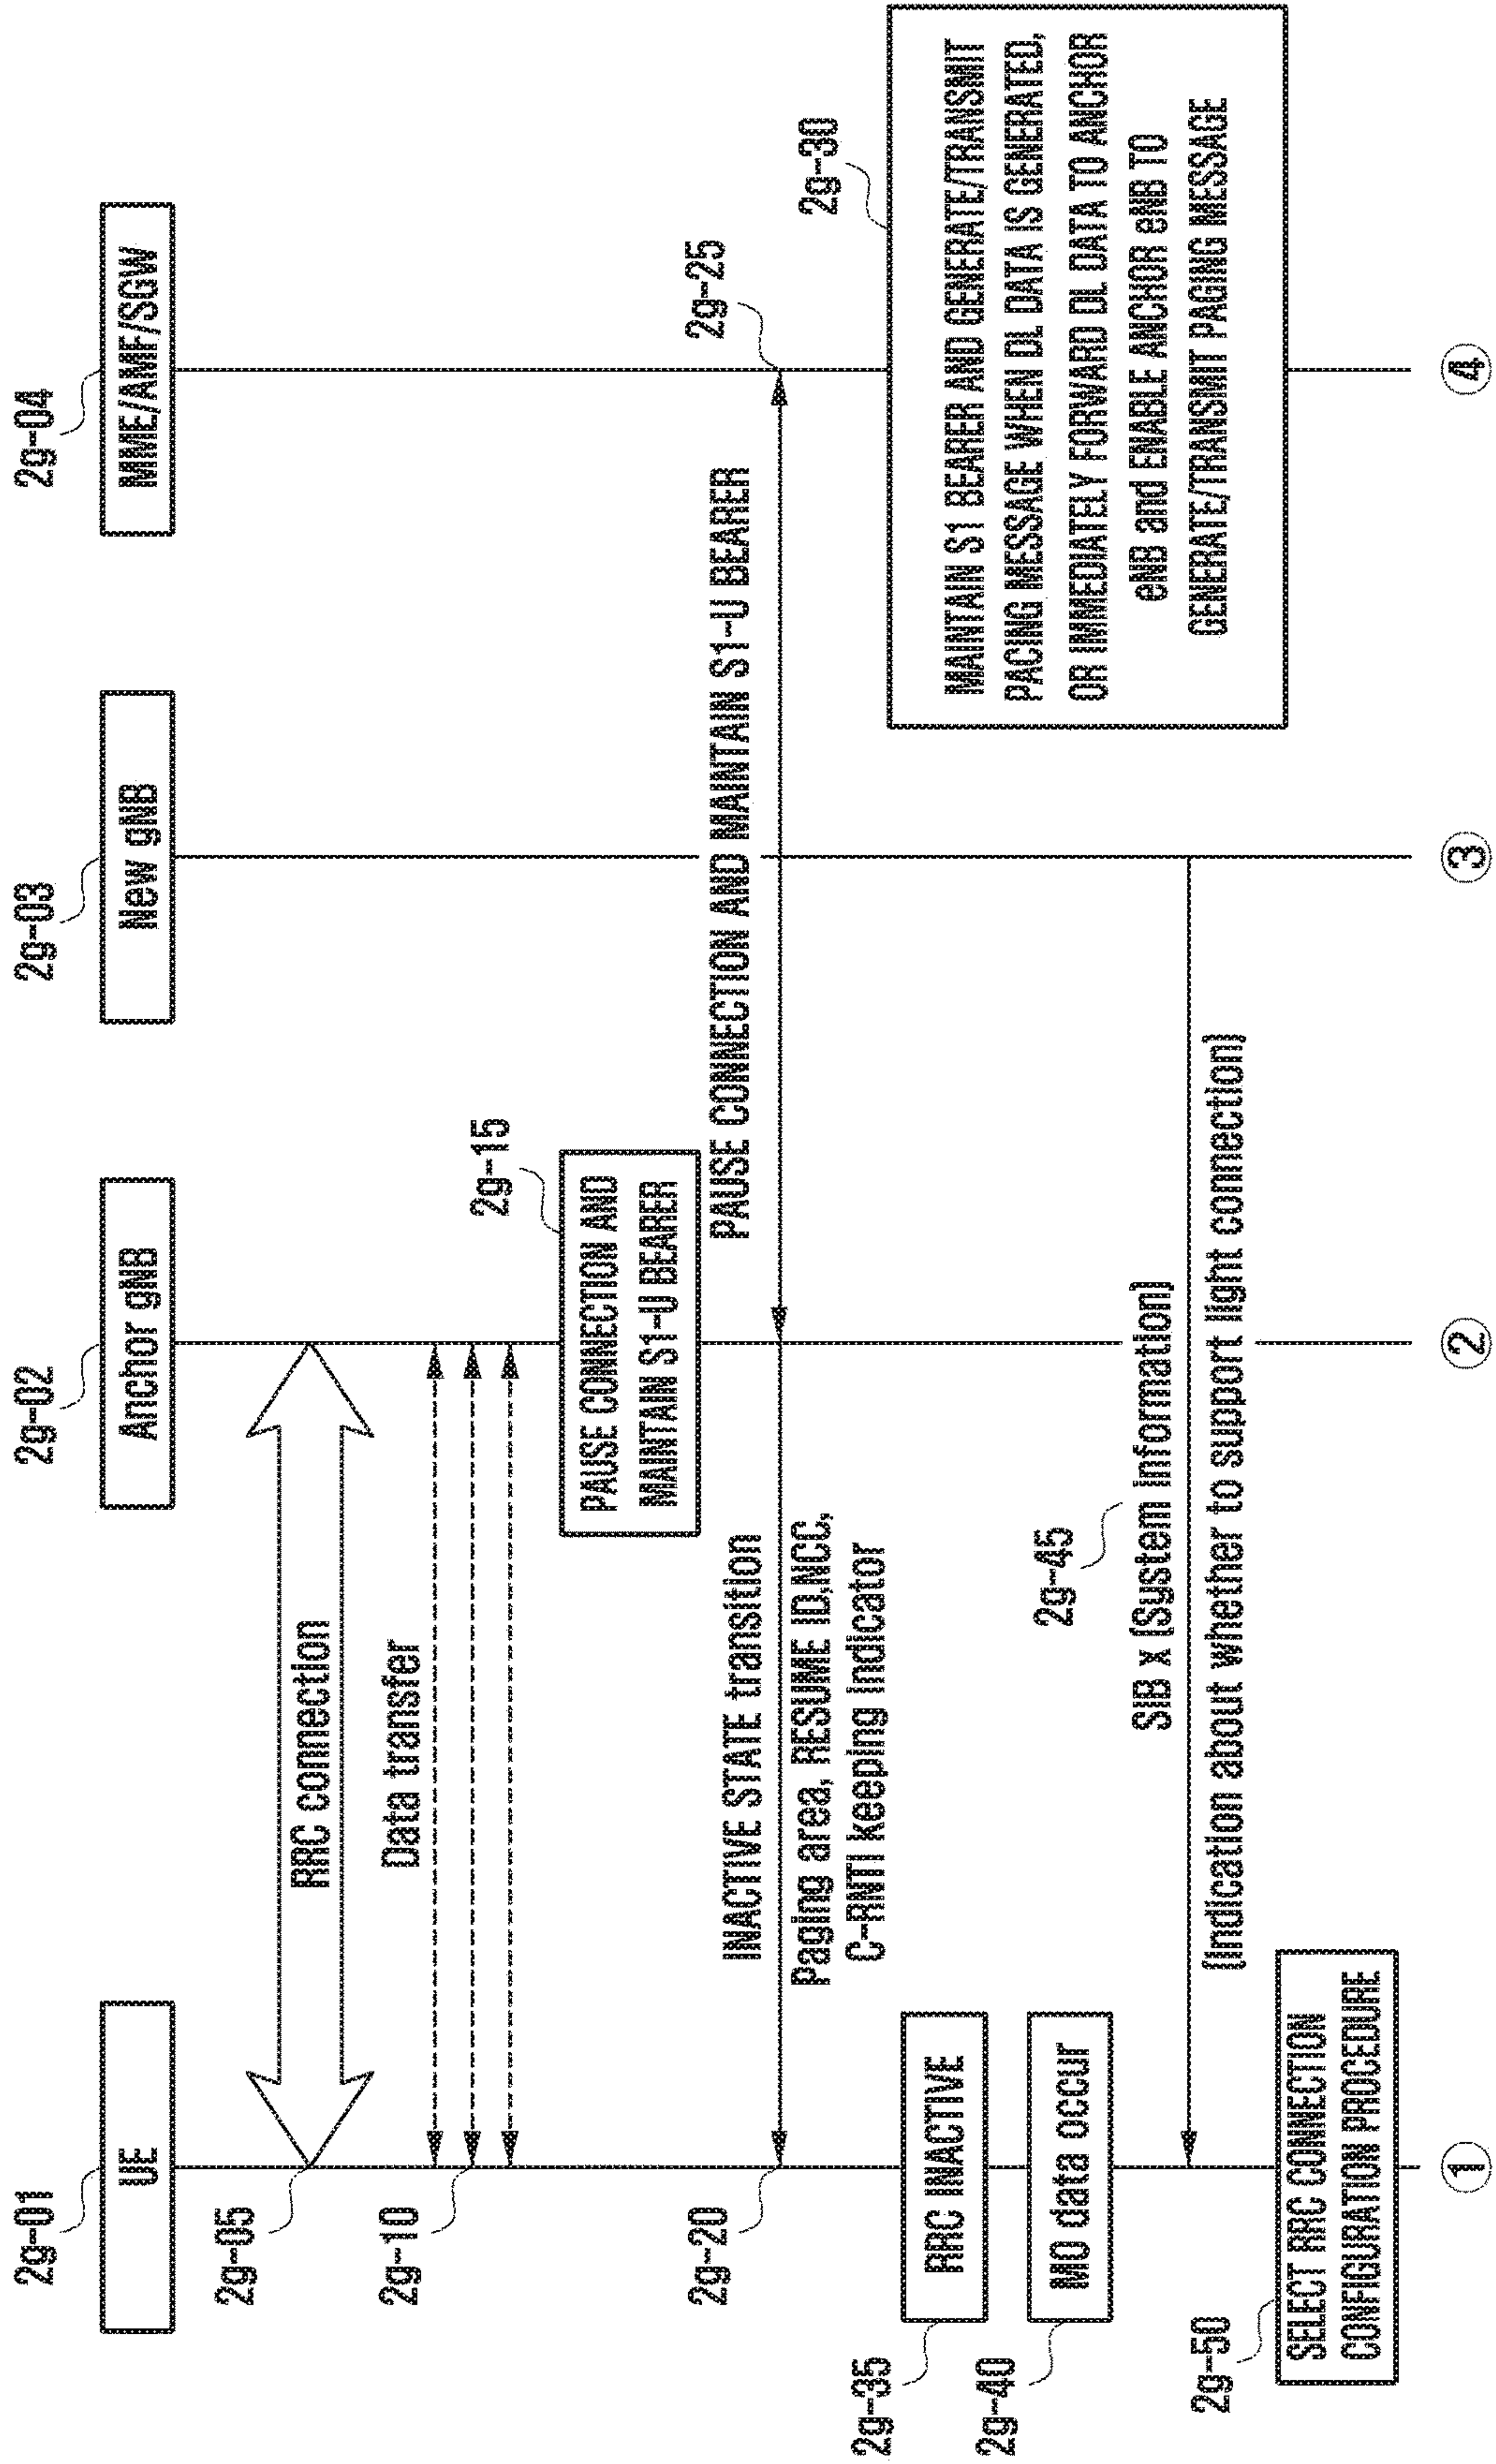 2g-01
2g-02
2g-03
2g-04
UE
Anchor gNB
New gNB
MME/AMF/SGW
2g-05
RRC connection
2g-10
Data transfer
2g-15
PAUSE CONNECTION AND
MAINTAIN S1-U BEARER
2g-20
INACTIVE STATE transition
Paging area, RESUME ID,NCC,
C-RNTI keeping indicator
PAUSE CONNECTION AND MAINTAIN S1-U BEARER
2g-25
2g-30
MAINTAIN S1 BEARER AND GENERATE/TRANSMIT
PAGING MESSAGE WHEN DL DATA IS GENERATED,
OR IMMEDIATELY FORWARD DL DATA TO ANCHOR
eNB and ENABLE ANCHOR eNB TO
GENERATE/TRANSMIT PAGING MESSAGE
2g-35
RRC INACTIVE
2g-40
MO data occur
2g-45
SIB x (System information)
(Indication about whether to support light connection)
2g-50
SELECT RRC CONNECTION
CONFIGURATION PROCEDURE
①
②
③
④